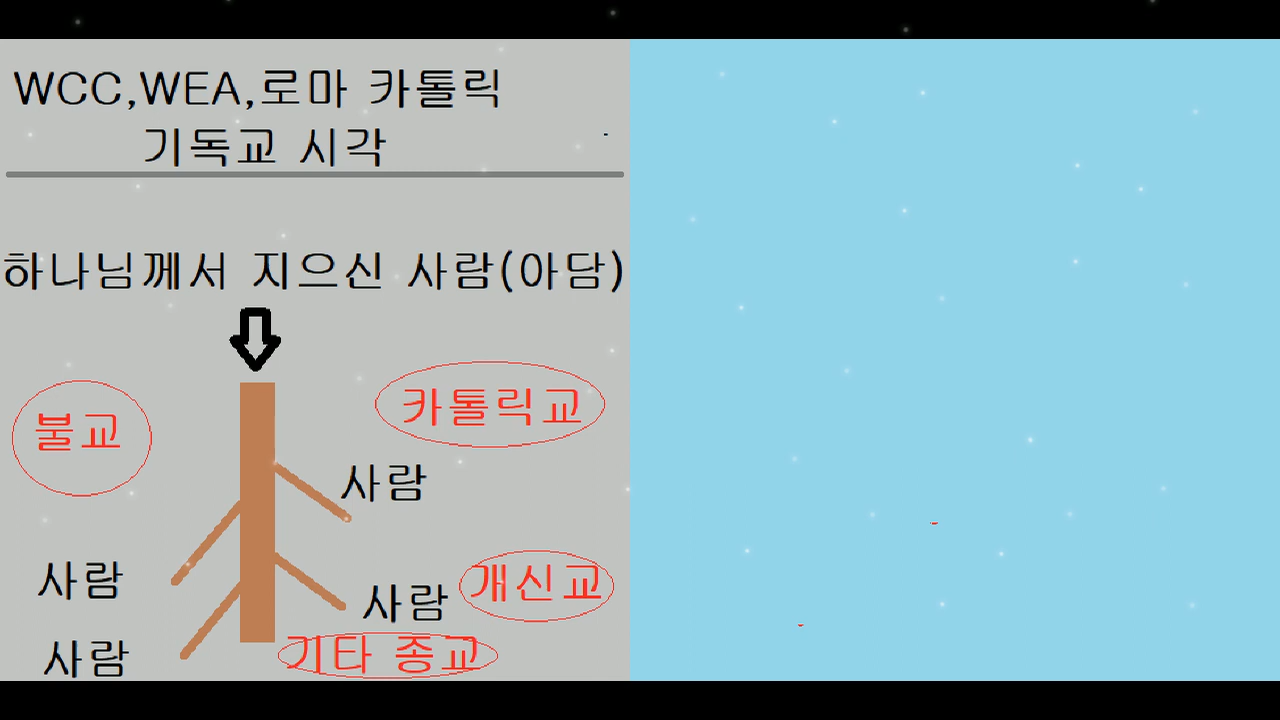 WCC,WEA,로마 카톨릭
기독교 시각
하나님께서 지으신 사람(아담)
불교
카톨릭교
사람
사람
개신교
사람
기타 종교
사람